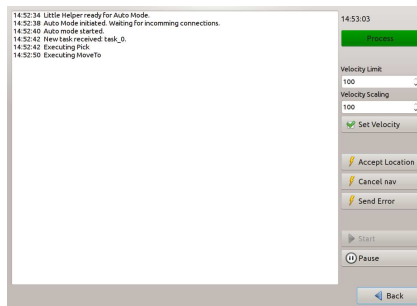 14:52:34 Little Helper ready for Auto Mode.
14:52:38 Auto Mode initiated. Waiting for incomming connections.
14:52:40 Auto mode started.
14:52:42 New task received: task_0.
14:52:42 Executing Pick
14:52:50 Executing MoveTo
14:53:03
Process
Velocity Limit
100
Velocity Scaling
100
Set Velocity
Accept Location
Cancel nav
Send Error
Start
Pause
Back